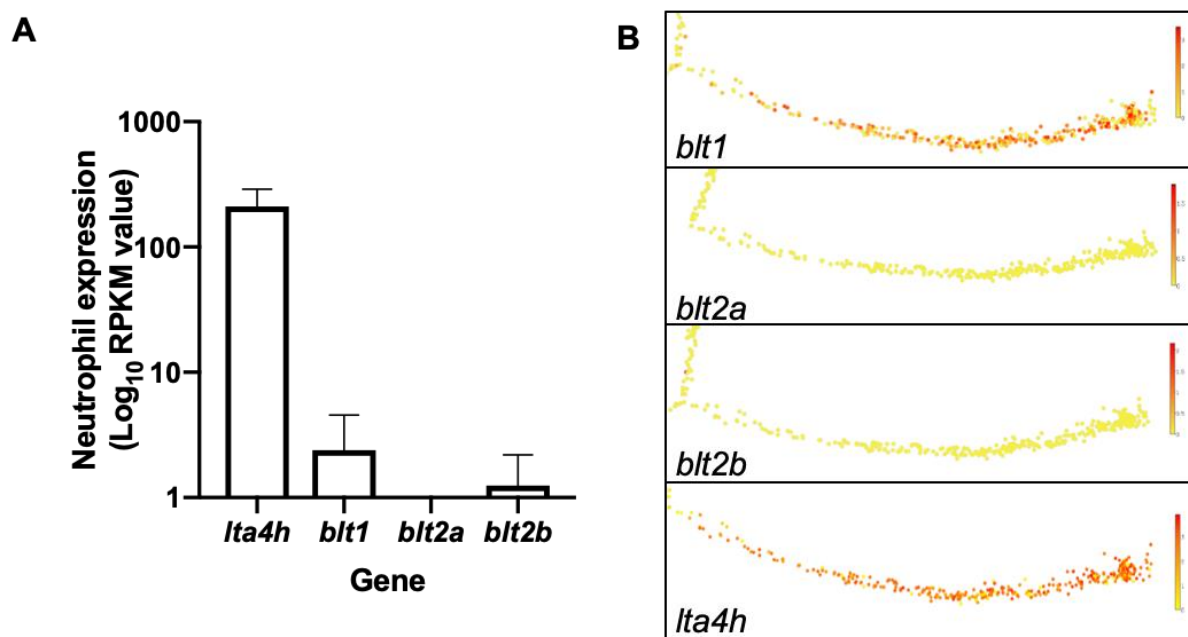 A
Neutrophil expression
(Log10 RPKM value)
1000
100
10
1
lta4h blt1 blt2a blt2b
Gene
B
blt1
blt2a
blt2b
lta4h